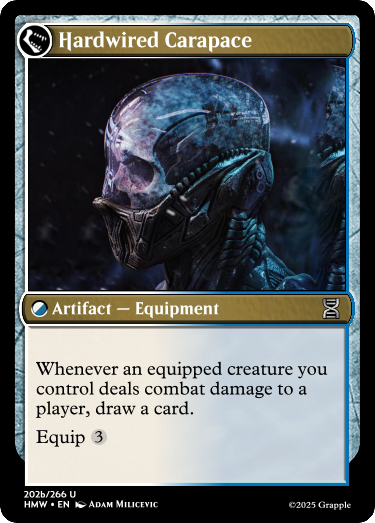 Hardwired Carapace
Artifact — Equipment
Whenever an equipped creature you
control deals combat damage to a
player, draw a card.
Equip 3
202b/266 U
HMW • EN Adam Milicevic
©2025 Grapple